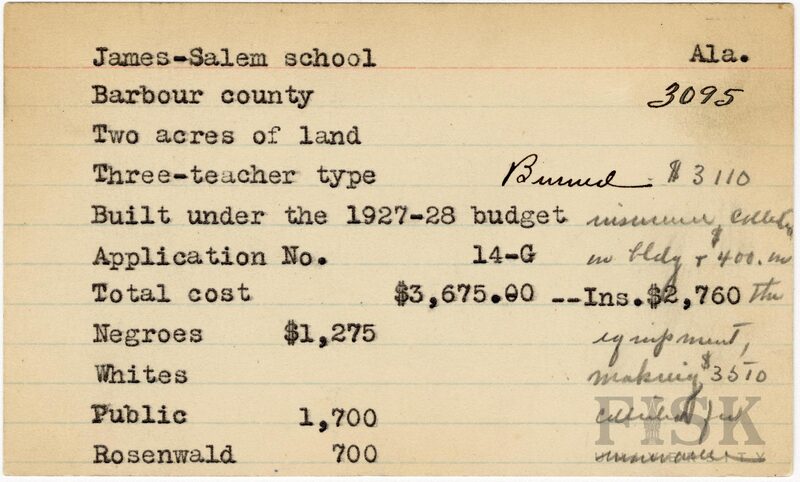 James-Salem school Ala.
Barbour county 3095
Two acres of land
Three-teacher type Burned - $3110
Built under the 1927-28 budget insurance collected
Application No. 14-G on bldg & $400. on
Total cost $3,675.00 --Ins.$2,760 the
Negroes $1,275 equipment,
Whites making $3510
Public 1,700 collected for
Rosenwald 700 insurance
FISK
UNIVERSITY